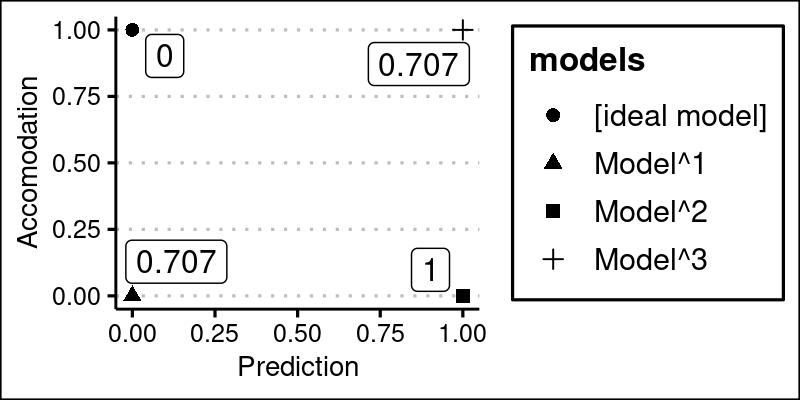 1.00
0.75
0.50
0.25
0.00
Accomodation
0
0.707
0.707
1
0.00 0.25 0.50 0.75 1.00
Prediction
models
[ideal model]
Model^1
Model^2
Model^3